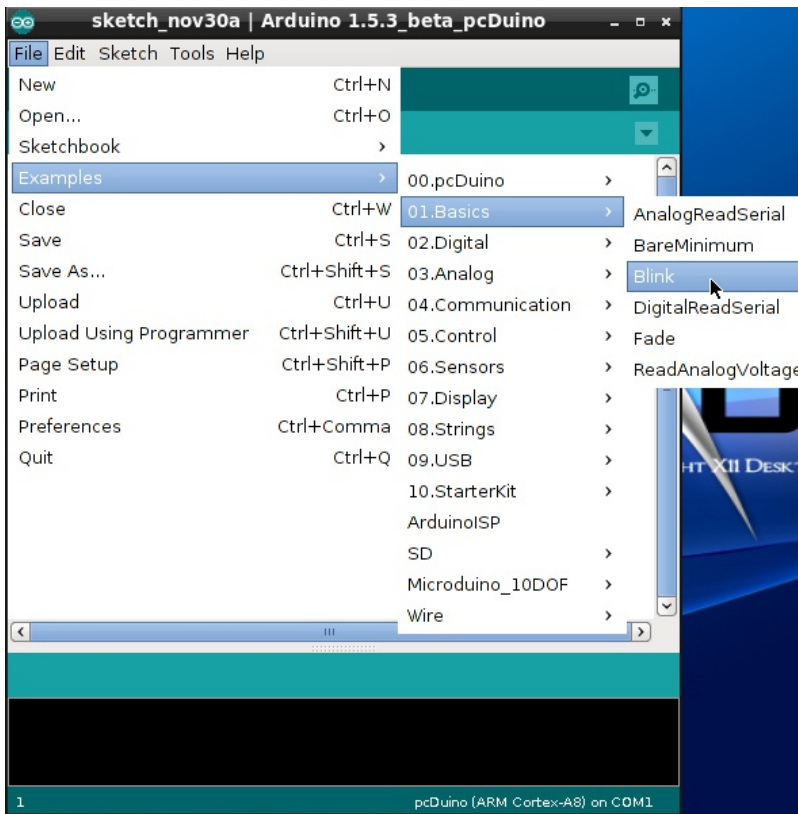 sketch_nov30a | Arduino 1.5.3_beta_pcDuino
File Edit Sketch Tools Help
New Ctrl+N
Open... Ctrl+O
Sketchbook
Examples
Close Ctrl+W
Save Ctrl+S
Save As... Ctrl+Shift+S
Upload Ctrl+U
Upload Using Programmer Ctrl+Shift+U
Page Setup Ctrl+Shift+P
Print Ctrl+P
Preferences Ctrl+Comma
Quit Ctrl+Q
00.pcDuino
01.Basics
02.Digital
03.Analog
04.Communication
05.Control
06.Sensors
07.Display
08.Strings
09.USB
10.StarterKit
ArduinoISP
SD
Microduino_10DOF
Wire
AnalogReadSerial
BareMinimum
Blink
DigitalReadSerial
Fade
ReadAnalogVoltage
X11 
1 pcDuino (ARM Cortex-A8) on COM1